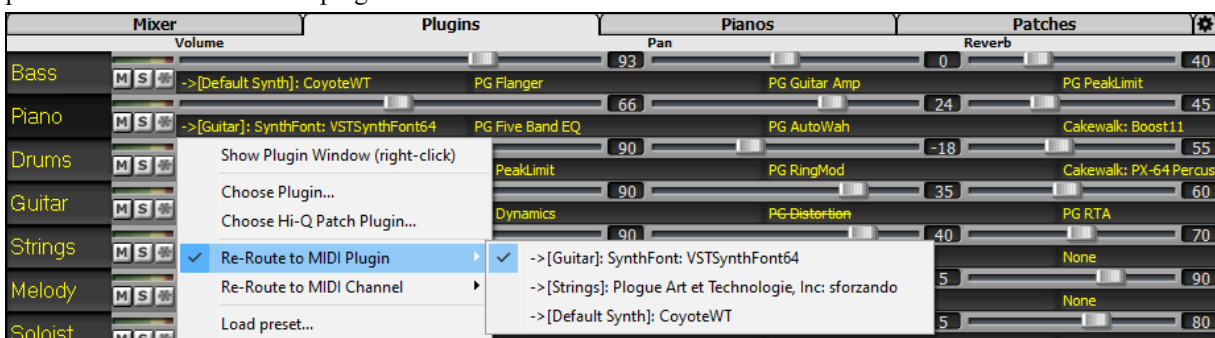 Mixer Plugins Pianos Patches
Volume Pan Reverb
Bass M S 93 0 40
->[Default Synth]: CoyoteWT PG Flanger PG Guitar Amp PG PeakLimit
Piano M S 66 24 45
->[Guitar]: SynthFont: VSTSynthFont64 PG Five Band EQ PG AutoWah Cakewalk: Boost11
Drums M S 90 -18 55
PeakLimit PG RingMod Cakewalk: PX-64 Percus
Guitar M S 90 35 60
Dynamics PG Distortion PG RTA
Strings M S 90 40 70
None
Melody M S 5 90
None
Soloist M S 5 80
Show Plugin Window (right-click)
Choose Plugin...
Choose Hi-Q Patch Plugin...
Re-Route to MIDI Plugin
Re-Route to MIDI Channel
Load preset...
->[Guitar]: SynthFont: VSTSynthFont64
->[Strings]: Plogue Art et Technologie, Inc: sforzando
->[Default Synth]: CoyoteWT